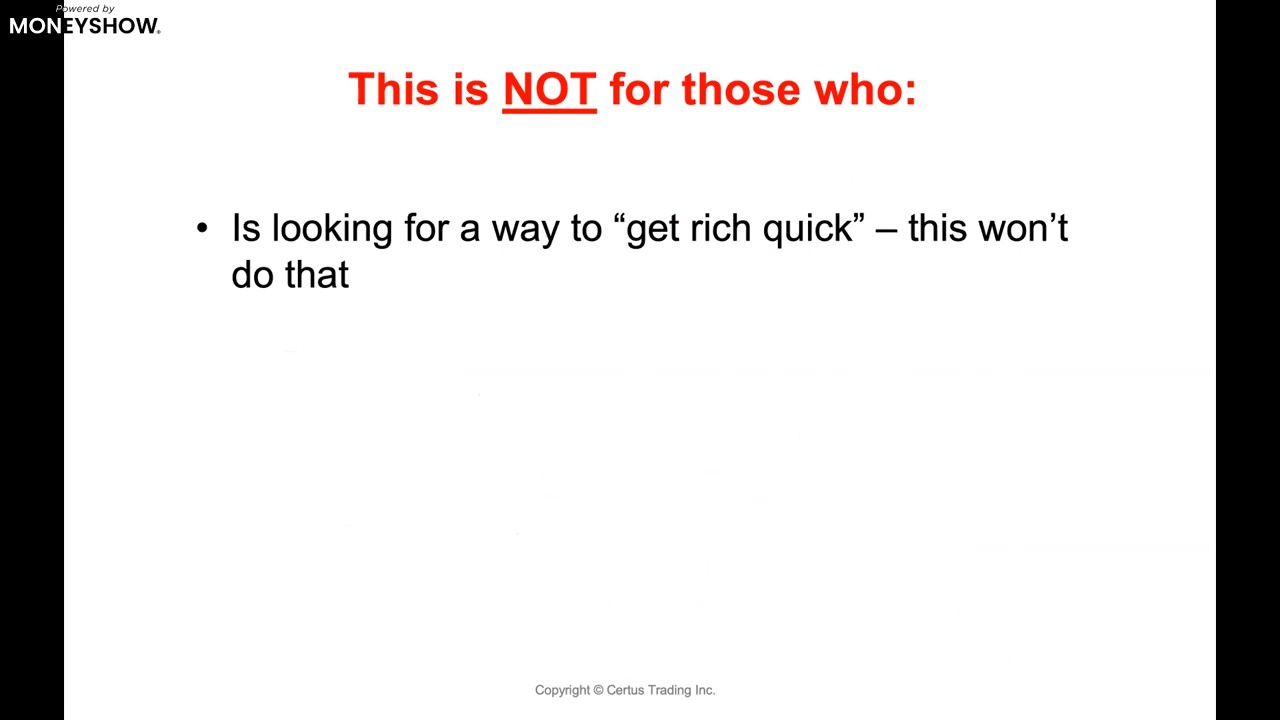 Powered by
MONEYSHOW.
This is NOT for those who:
• Is looking for a way to “get rich quick” – this won’t
do that
Copyright © Certus Trading Inc.